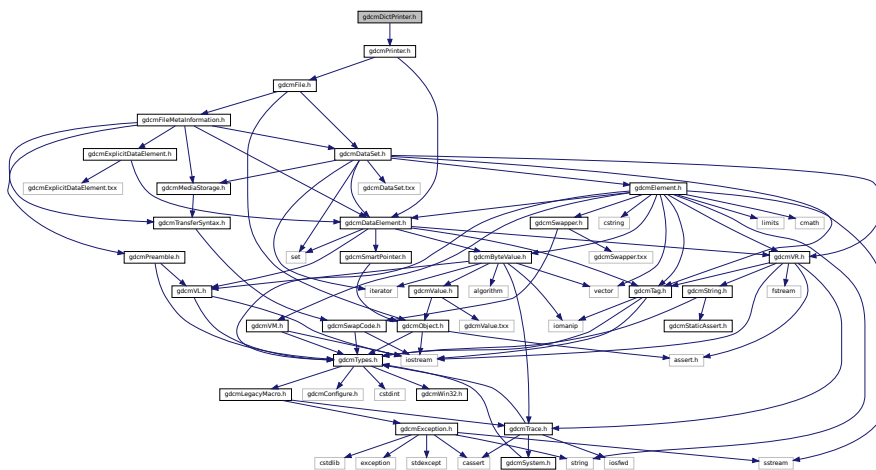 gdcmDictPrinter.h
gdcmPrinter.h
gdcmFile.h
gdcmFileMetaInformation.h
gdcmExplicitDataElement.h
gdcmDataSet.h
gdcmExplicitDataElement.txx
gdcmMediaStorage.h
gdcmDataSet.txx
gdcmElement.h
gdcmTransferSyntax.h
gdcmDataElement.h
cstring
gdcmSwapper.h
limits
cmath
gdcmPreamble.h
set
gdcmSmartPointer.h
gdcmByteValue.h
gdcmSwapper.txx
gdcmVR.h
gdcmVL.h
iterator
gdcmValue.h
algorithm
vector
gdcmTag.h
gdcmString.h
fstream
gdcmVM.h
gdcmSwapCode.h
gdcmObject.h
gdcmValue.txx
iomanip
gdcmStaticAssert.h
gdcmTypes.h
iostream
assert.h
gdcmLegacyMacro.h
gdcmConfigure.h
cstdint
gdcmWin32.h
gdcmException.h
gdcmTrace.h
cstdlib
exception
stdexcept
cassert
gdcmSystem.h
string
iosfwd
sstream